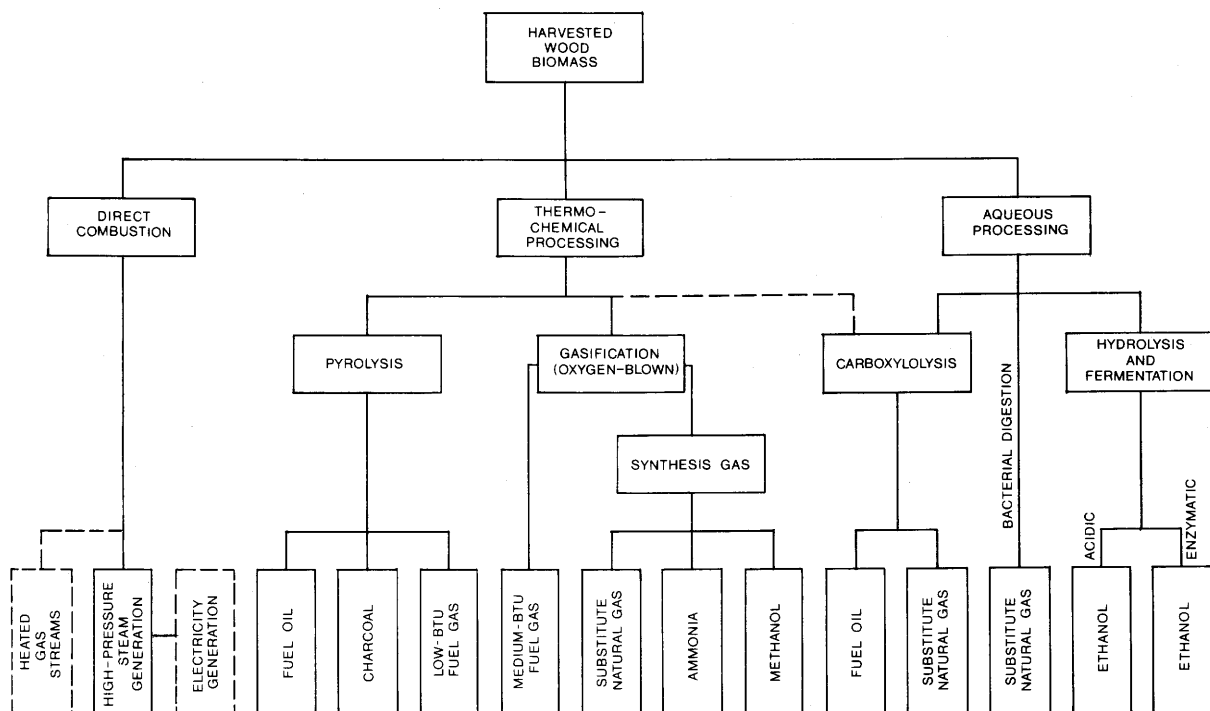 HARVESTED
WOOD
BIOMASS
DIRECT
COMBUSTION
THERMO-
CHEMICAL
PROCESSING
AQUEOUS
PROCESSING
PYROLYSIS
GASIFICATION
(OXYGEN-BLOWN)
CARBOXYLOLYSIS
HYDROLYSIS
AND
FERMENTATION
SYNTHESIS GAS
BACTERIAL DIGESTION
ACIDIC
ENZYMATIC
HEATED
GAS
STREAMS
HIGH-PRESSURE
STEAM
GENERATION
ELECTRICITY
GENERATION
FUEL OIL
CHARCOAL
LOW-BTU
FUEL GAS
MEDIUM-BTU
FUEL GAS
SUBSTITUTE
NATURAL GAS
AMMONIA
METHANOL
FUEL OIL
SUBSTITUTE
NATURAL GAS
SUBSTITUTE
NATURAL GAS
ETHANOL
ETHANOL